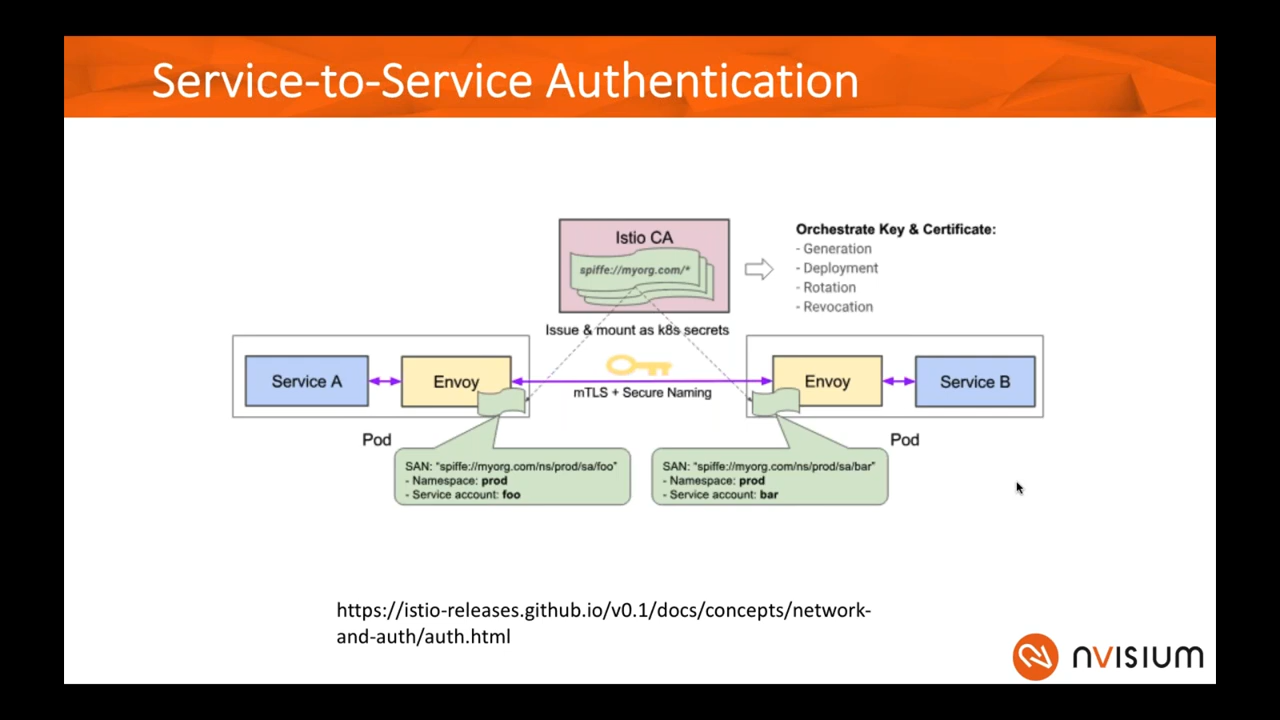 Service-to-Service Authentication
Istio CA
spiffe://myorg.com/*
Orchestrate Key & Certificate:
- Generation
- Deployment
- Rotation
- Revocation
Issue & mount as k8s secrets
Service A
Envoy
mTLS + Secure Naming
Envoy
Service B
Pod
Pod
SAN: "spiffe://myorg.com/ns/prod/sa/foo"
- Namespace: prod
- Service account: foo
SAN: "spiffe://myorg.com/ns/prod/sa/bar"
- Namespace: prod
- Service account: bar
https://istio-releases.github.io/v0.1/docs/concepts/network-
and-auth/auth.html
nVISIUM